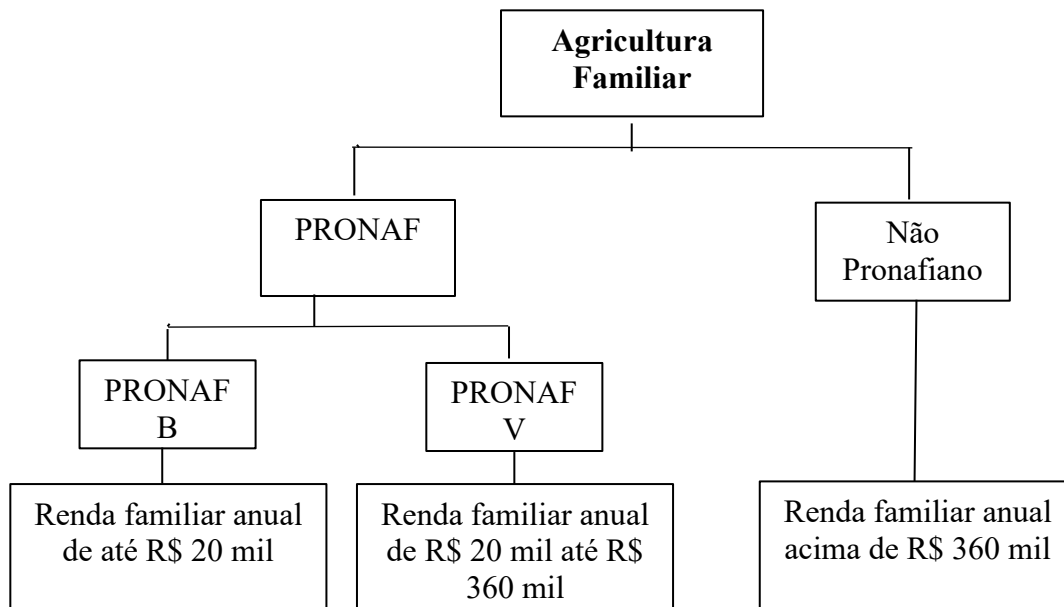 Agricultura
Familiar
PRONAF
Não
Pronafiano
PRONAF
B
PRONAF
V
Renda familiar anual
de até R$ 20 mil
Renda familiar anual
de R$ 20 mil até R$
360 mil
Renda familiar anual
acima de R$ 360 mil